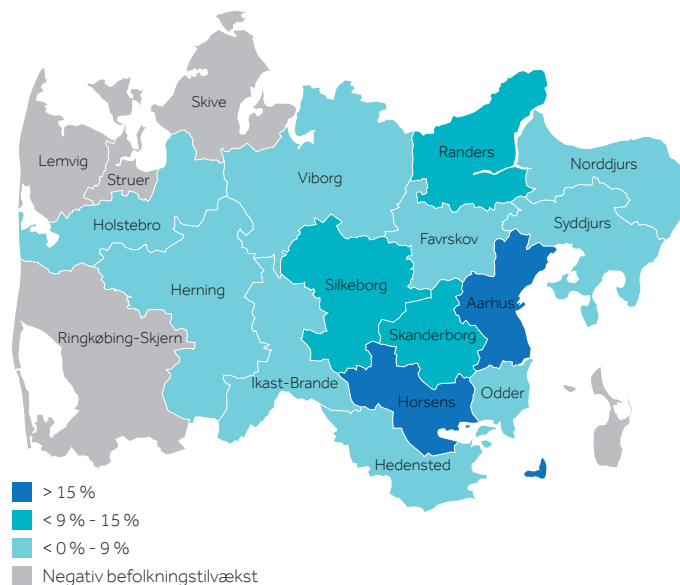 Skive
Lemvig
Struer
Viborg
Randers
Norddjurs
Holstebro
Favrskov
Syddjurs
Herning
Silkeborg
Aarhus
Ringkøbing-Skjern
Skanderborg
Ikast-Brande
Horsens
Odder
Hedensted
> 15 %
< 9 % - 15 %
< 0 % - 9 %
Negativ befolkningstilvækst